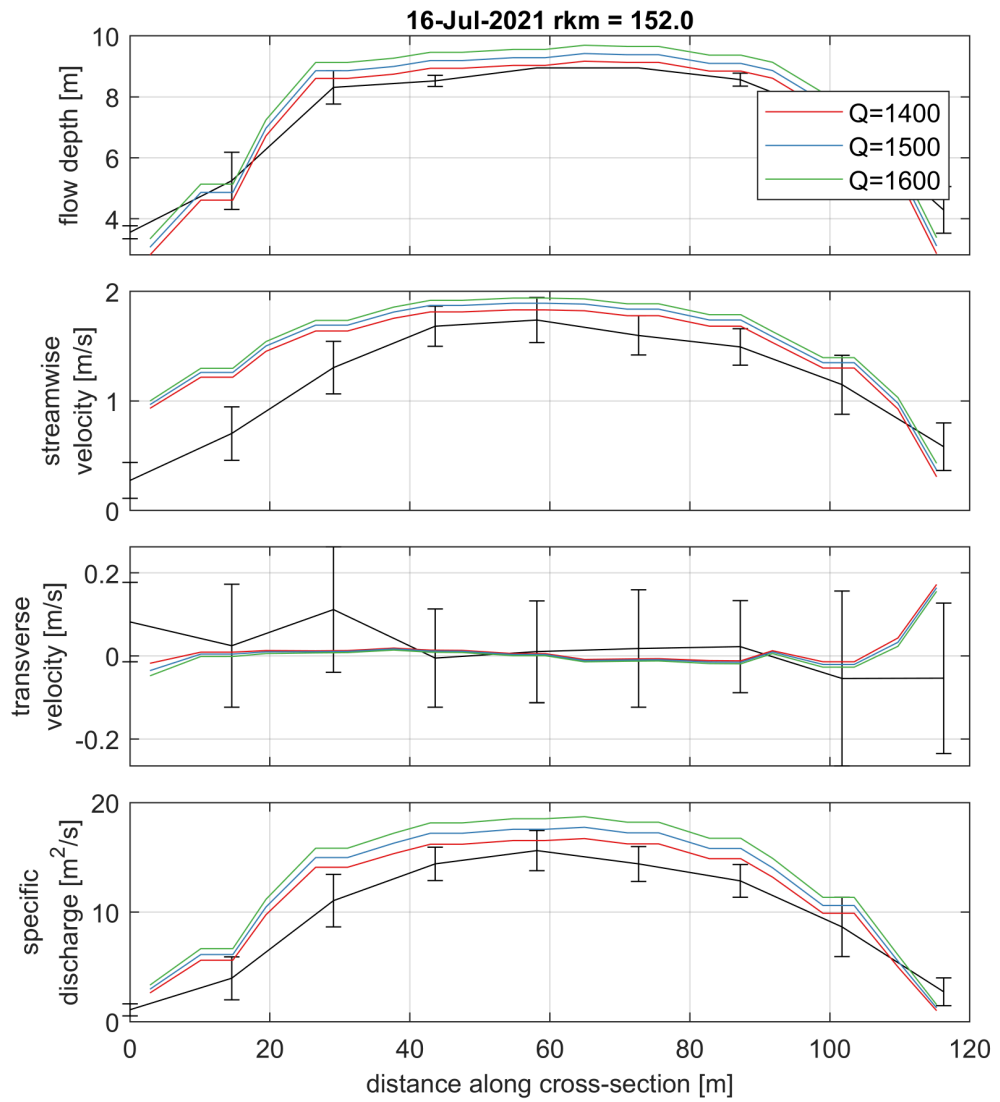 16-Jul-2021 rkm = 152.0
10
8
6
4
flow depth [m]
Q=1400
Q=1500
Q=1600
2
1
0
streamwise
velocity [m/s]
0.2
0
-0.2
transverse
velocity [m/s]
20
10
0
specific
discharge [m²/s]
0 20 40 60 80 100 120
distance along cross-section [m]